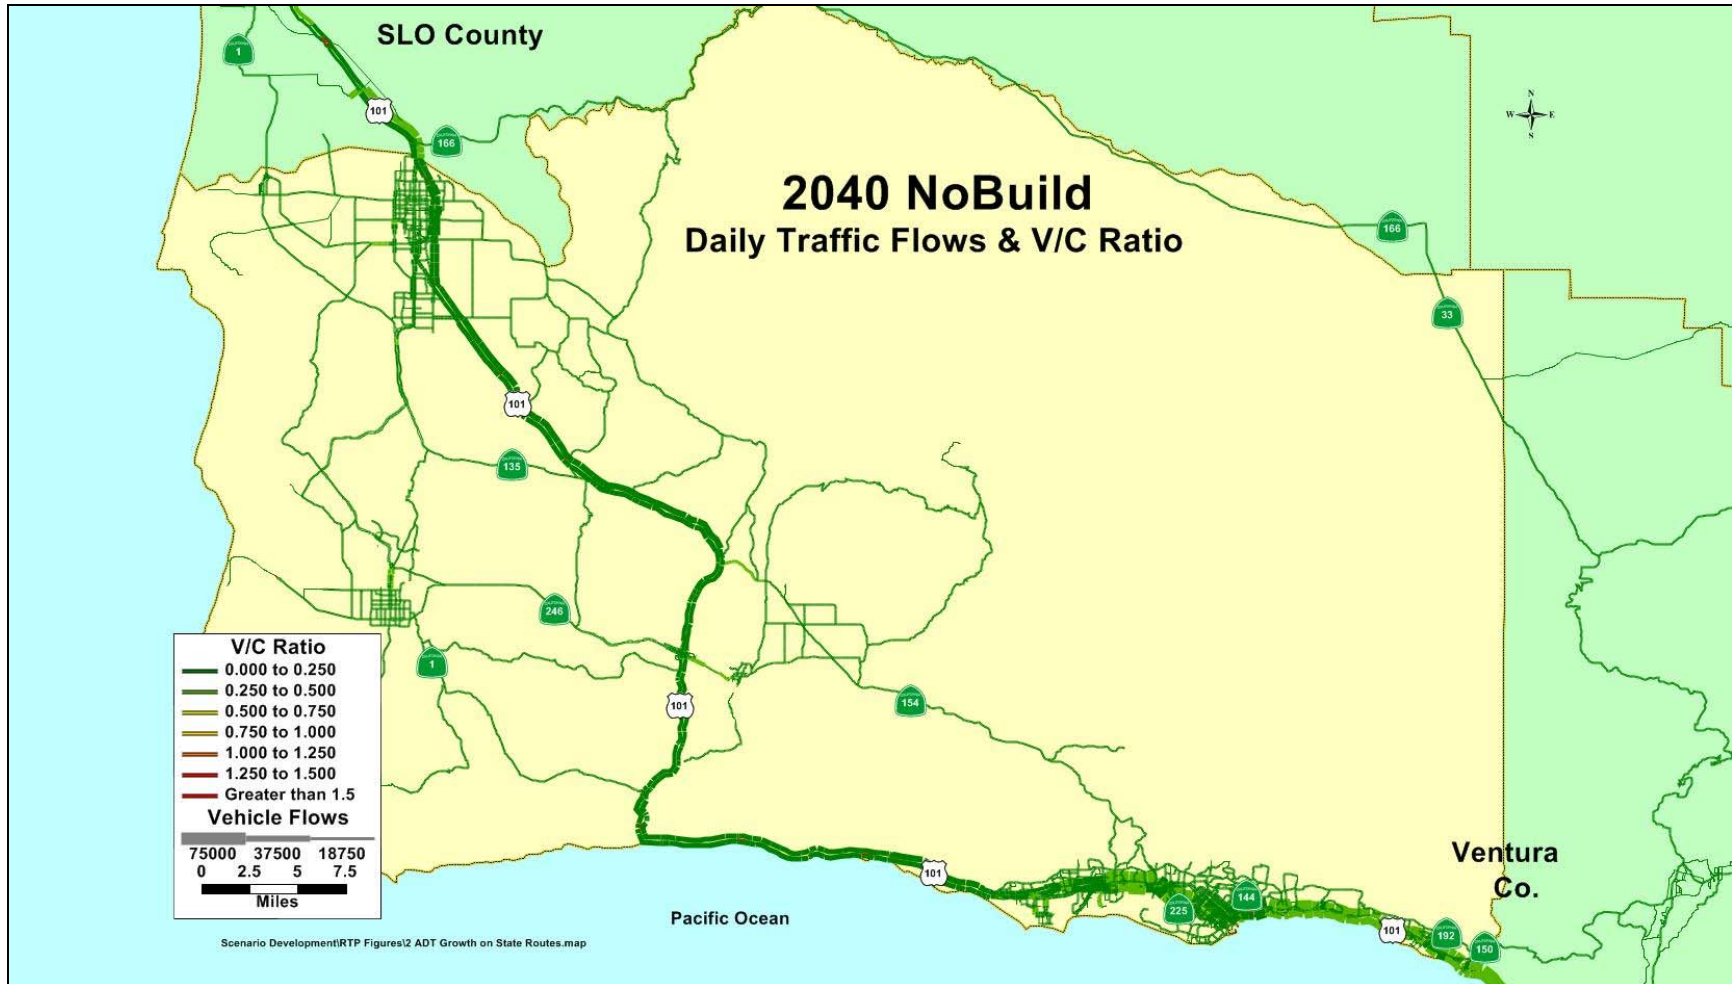 SLO County
1
101
166
N
W E
S
2040 NoBuild
Daily Traffic Flows & V/C Ratio
166
33
101
135
246
1
101
154
V/C Ratio
0.000 to 0.250
0.250 to 0.500
0.500 to 0.750
0.750 to 1.000
1.000 to 1.250
1.250 to 1.500
Greater than 1.5
Vehicle Flows
75000 37500 18750
0 2.5 5 7.5
Miles
Ventura
Co.
101
144
225
101
192
150
Pacific Ocean
Scenario Development\RTP Figures\2 ADT Growth on State Routes.map